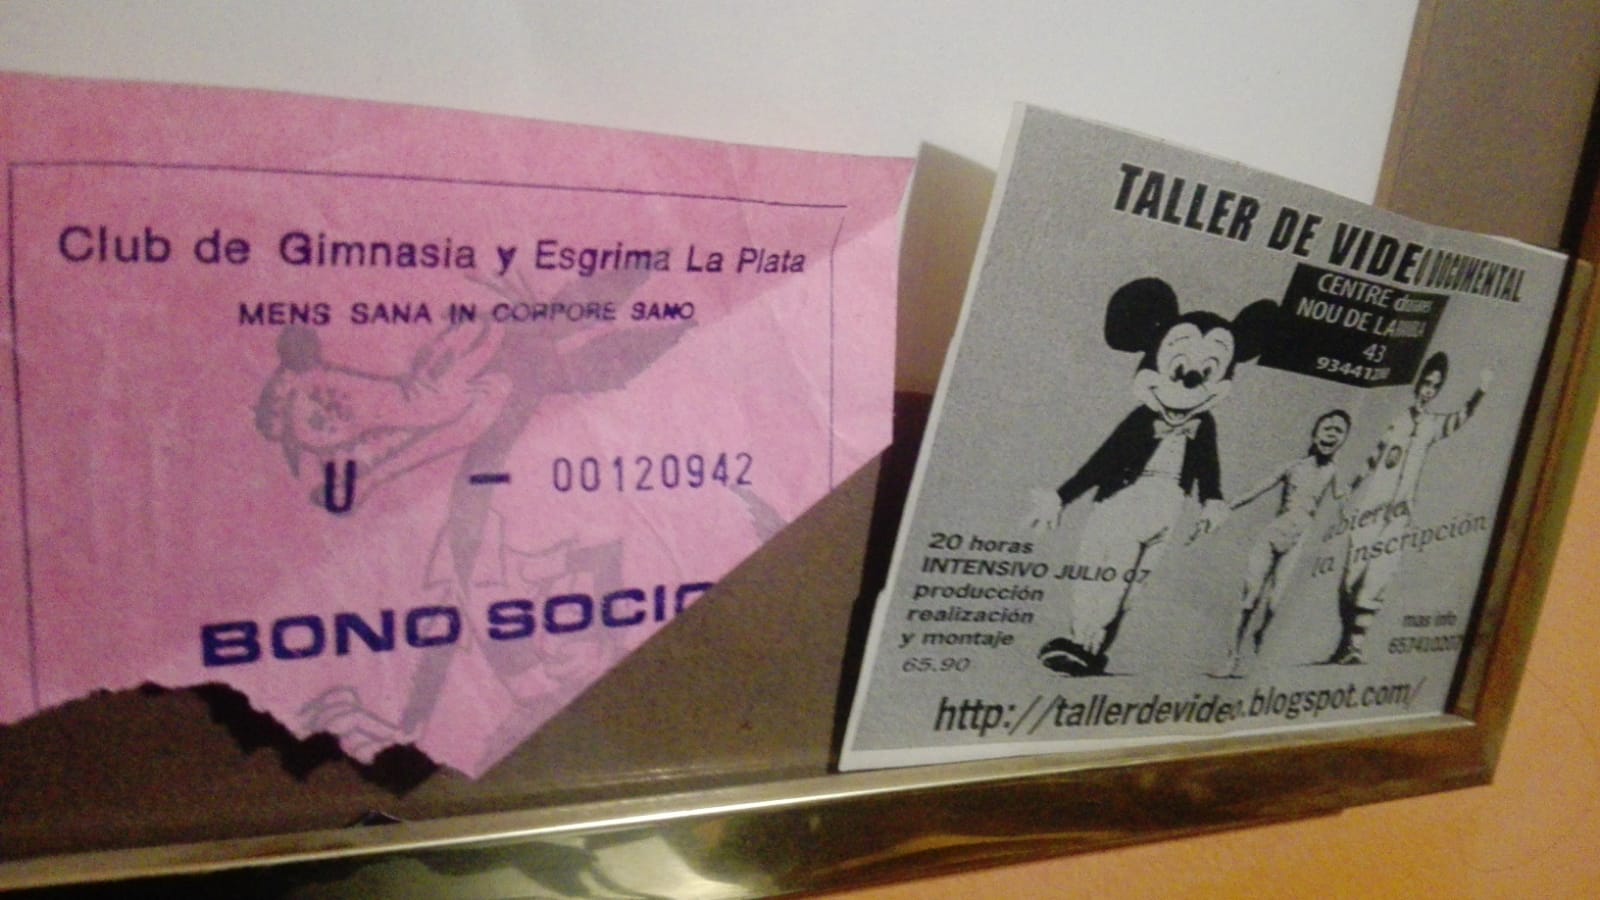 Club de Gimnasia y Esgrima La Plata
MENS SANA IN CORPORE SANO
U - 00120942
BONO SOCIO
TALLER DE VIDEO DOCUMENTAL
CENTRE
NOU DE LA RAMBLA
43
20 horas
INTENSIVO JULIO 07
producción
realización
y montaje
65.90
abierta
la inscripción
mas info
http://tallerdevideo.blogspot.com/